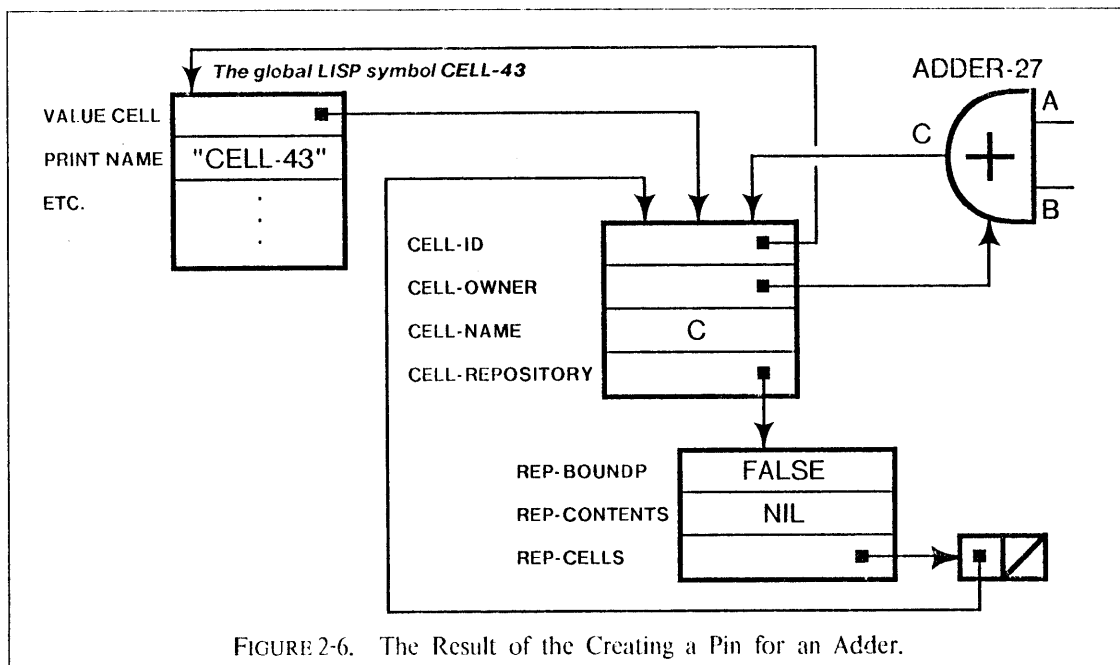 The global LISP symbol CELL-43
ADDER-27
VALUE CELL
PRINT NAME "CELL-43"
ETC.
A
C
+
B
CELL-ID
CELL-OWNER
CELL-NAME C
CELL-REPOSITORY
REP-BOUNDP FALSE
REP-CONTENTS NIL
REP-CELLS
FIGURE 2-6. The Result of the Creating a Pin for an Adder.